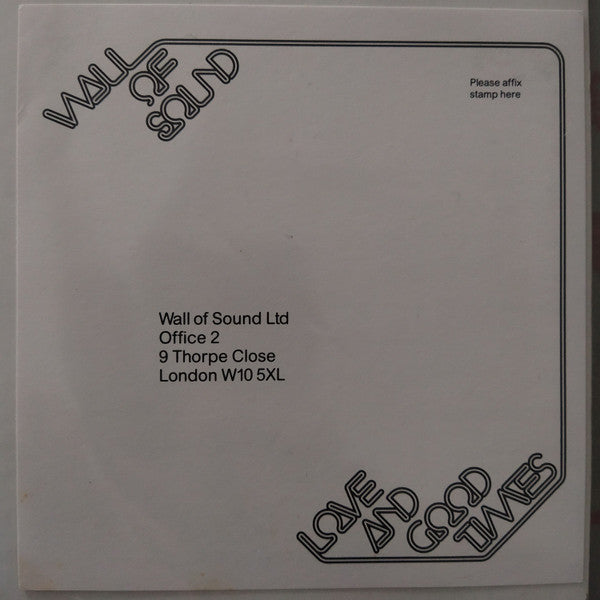 WALL
OF
SOUND
Please affix
stamp here
Wall of Sound Ltd
Office 2
9 Thorpe Close
London W10 5XL
LOVE
AND
GOOD
TIMES